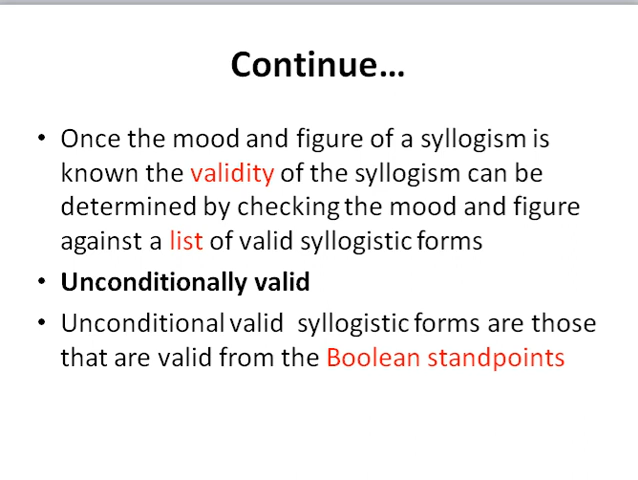 Continue…
• Once the mood and figure of a syllogism is
known the validity of the syllogism can be
determined by checking the mood and figure
against a list of valid syllogistic forms
• Unconditionally valid
• Unconditional valid syllogistic forms are those
that are valid from the Boolean standpoints